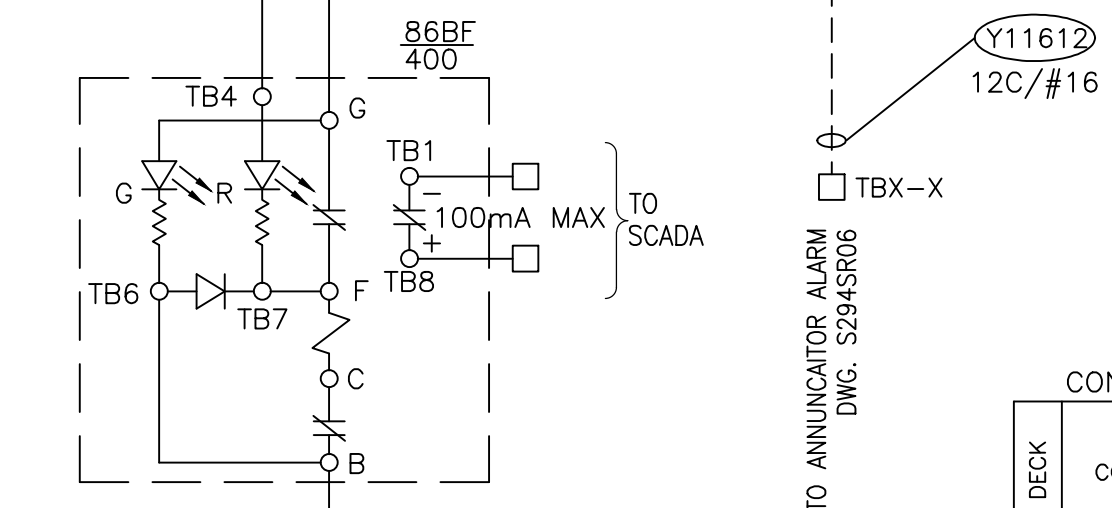 86BF
400
Y11612
12C/#16
TB4
G
TB1
G
R
−
100mA MAX
+
TO
SCADA
TBX-X
TB6
TB7
F
TB8
C
B
TO ANNUNCAITOR ALARM
DWG. S294SR06
CON
DECK
CO